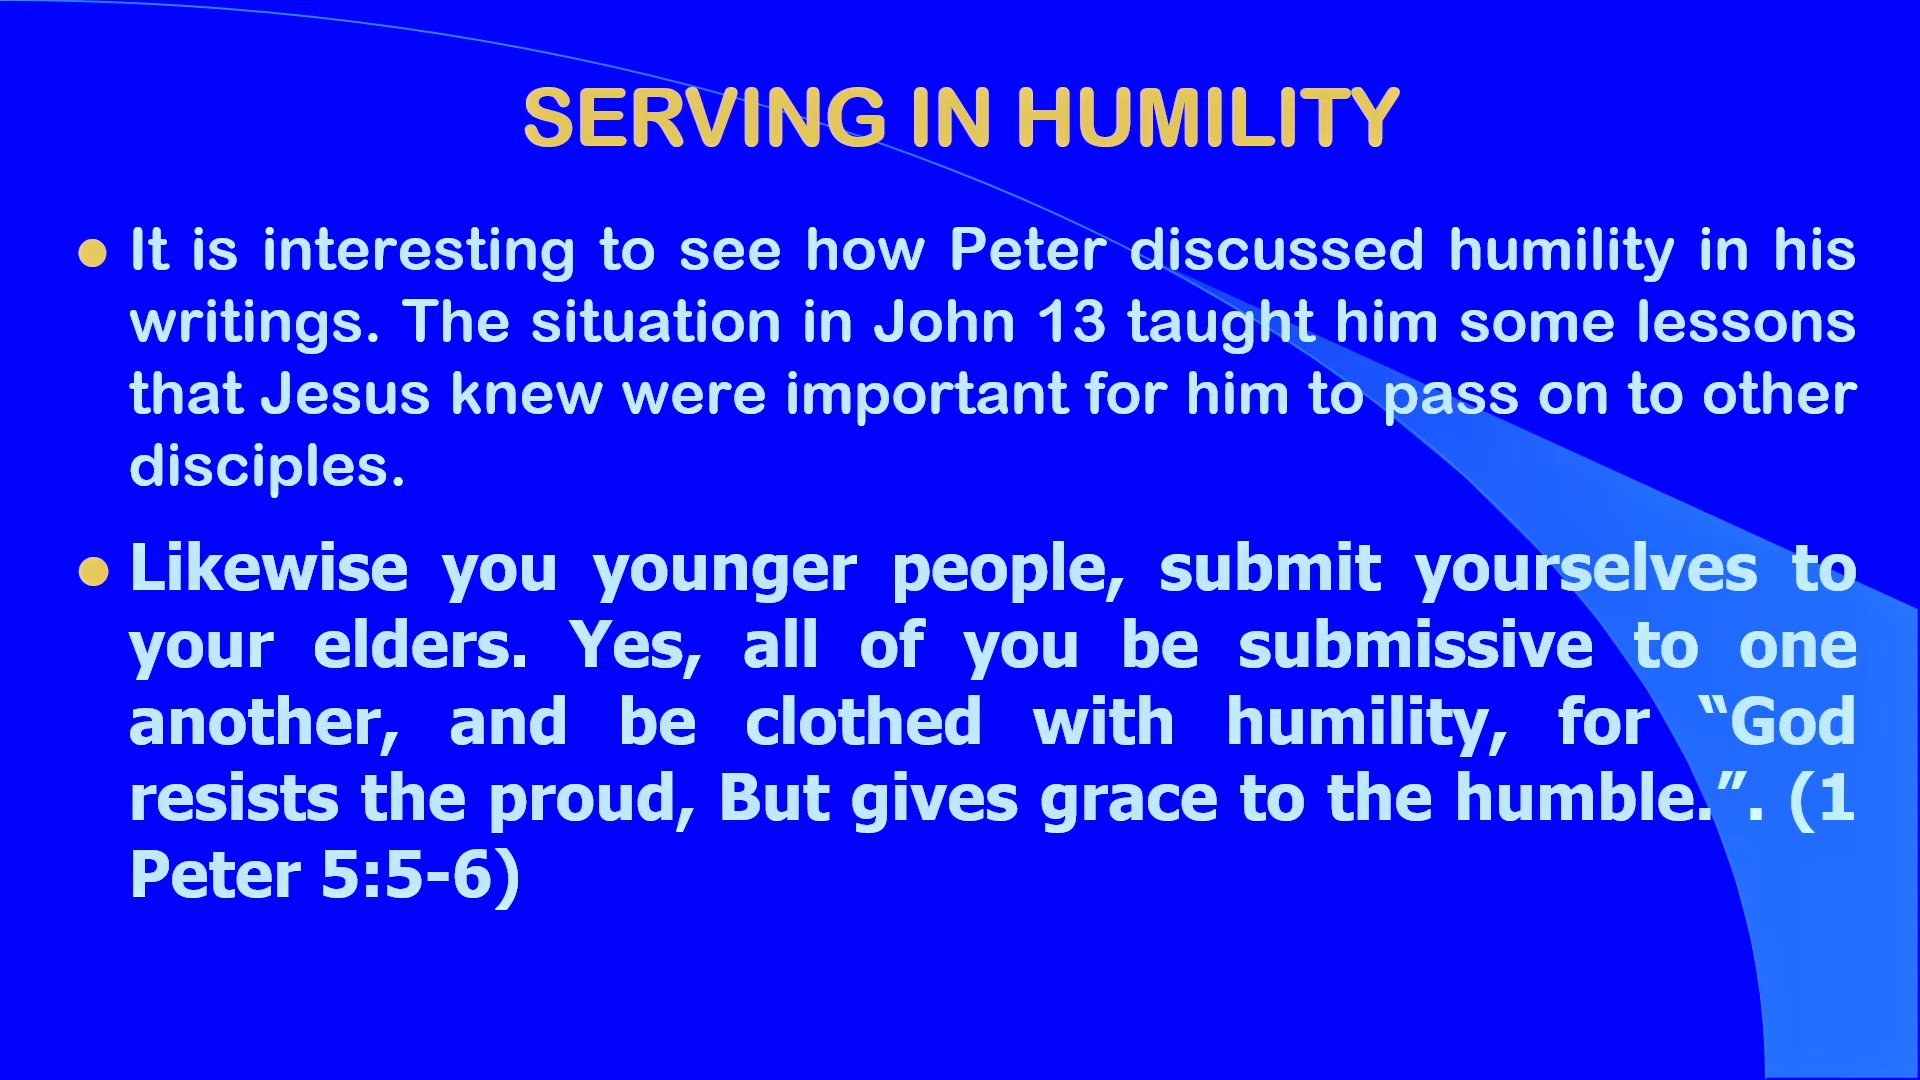 SERVING IN HUMILITY
It is interesting to see how Peter discussed humility in his
writings. The situation in John 13 taught him some lessons
that Jesus knew were important for him to pass on to other
disciples.
Likewise you younger people, submit yourselves to
your elders. Yes, all of you be submissive to one
another, and be clothed with humility, for “God
resists the proud, But gives grace to the humble.”. (1
Peter 5:5-6)